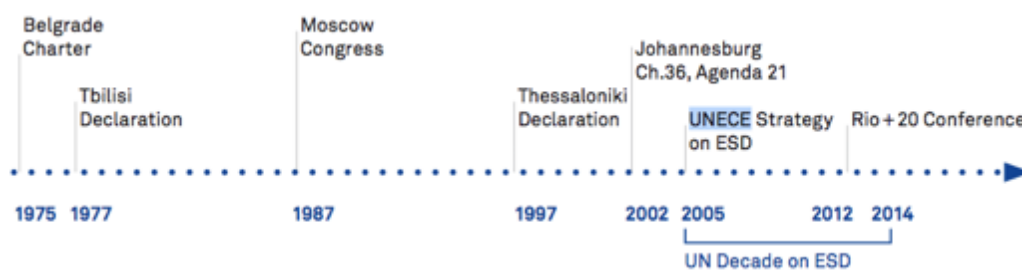 Belgrade
Charter
Tbilisi
Declaration
Moscow
Congress
Thessaloniki
Declaration
Johannesburg
Ch.36, Agenda 21
UNECE Strategy
on ESD
Rio+20 Conference
1975 1977 1987 1997 2002 2005 2012 2014
UN Decade on ESD